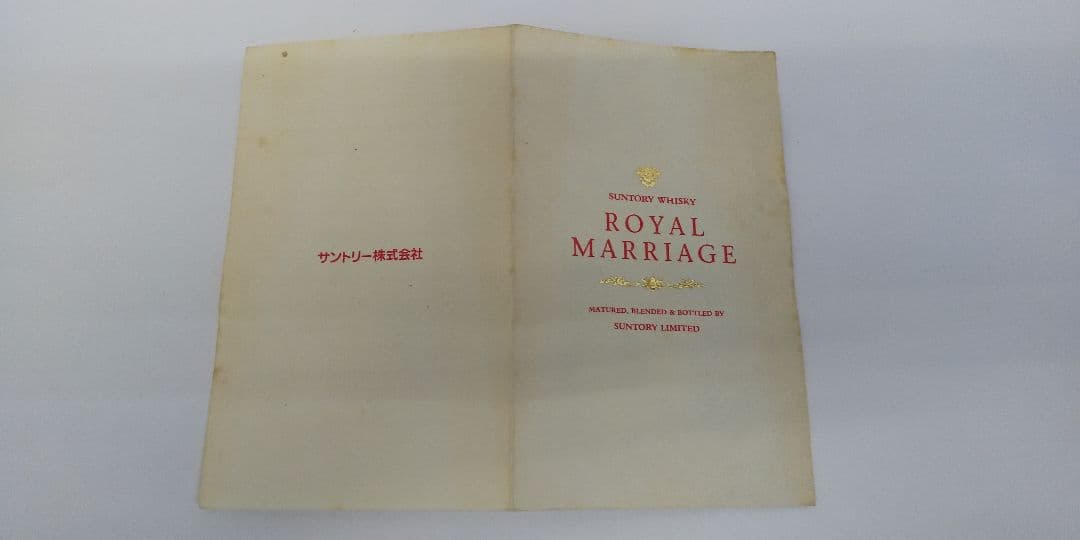 サントリー株式会社
SUNTORY WHISKY
ROYAL
MARRIAGE
MATURED, BLENDED & BOTTLED BY
SUNTORY LIMITED